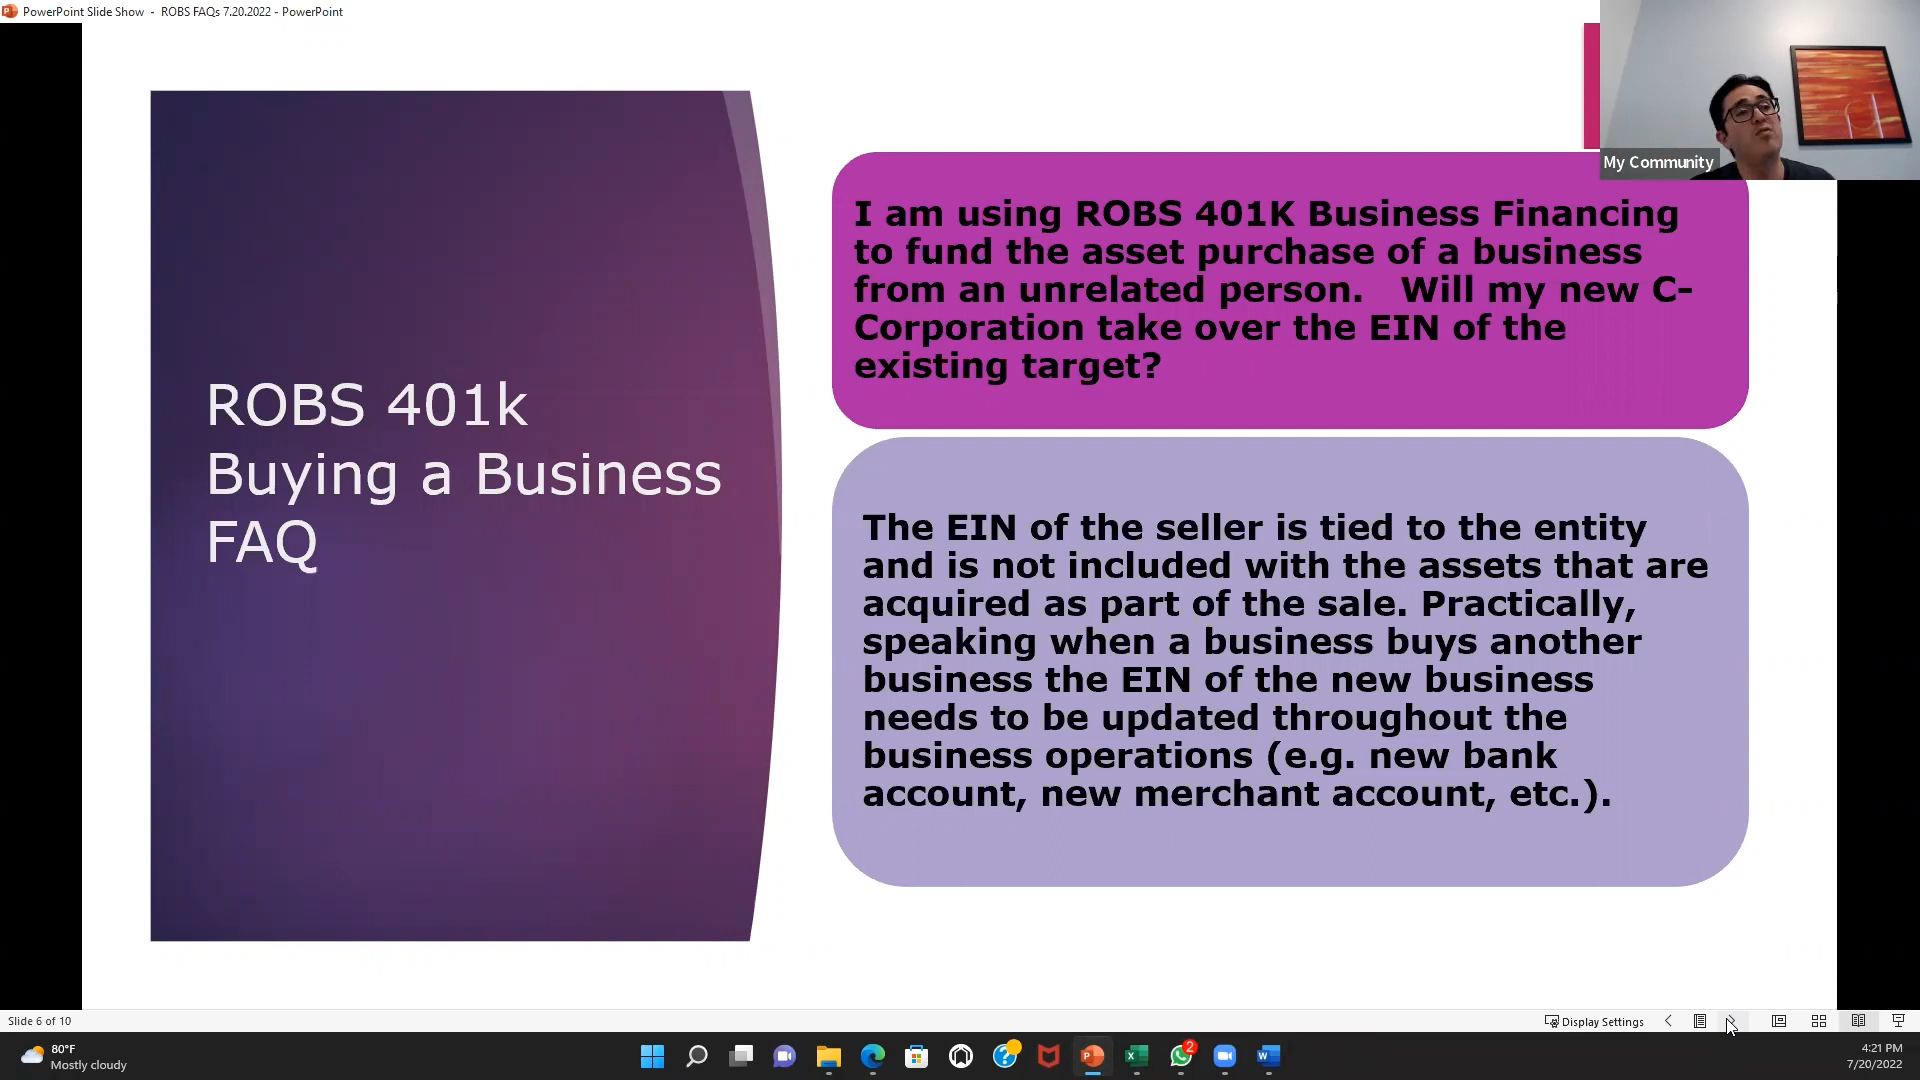 PowerPoint Slide Show - ROBS FAQs 7.20.2022 - PowerPoint
My Community
ROBS 401k
Buying a Business
FAQ
I am using ROBS 401K Business Financing
to fund the asset purchase of a business
from an unrelated person.   Will my new C-
Corporation take over the EIN of the
existing target?
The EIN of the seller is tied to the entity
and is not included with the assets that are
acquired as part of the sale. Practically,
speaking when a business buys another
business the EIN of the new business
needs to be updated throughout the
business operations (e.g. new bank
account, new merchant account, etc.).
Slide 6 of 10
Display Settings
80°F
Mostly cloudy
2
4:21 PM
7/20/2022